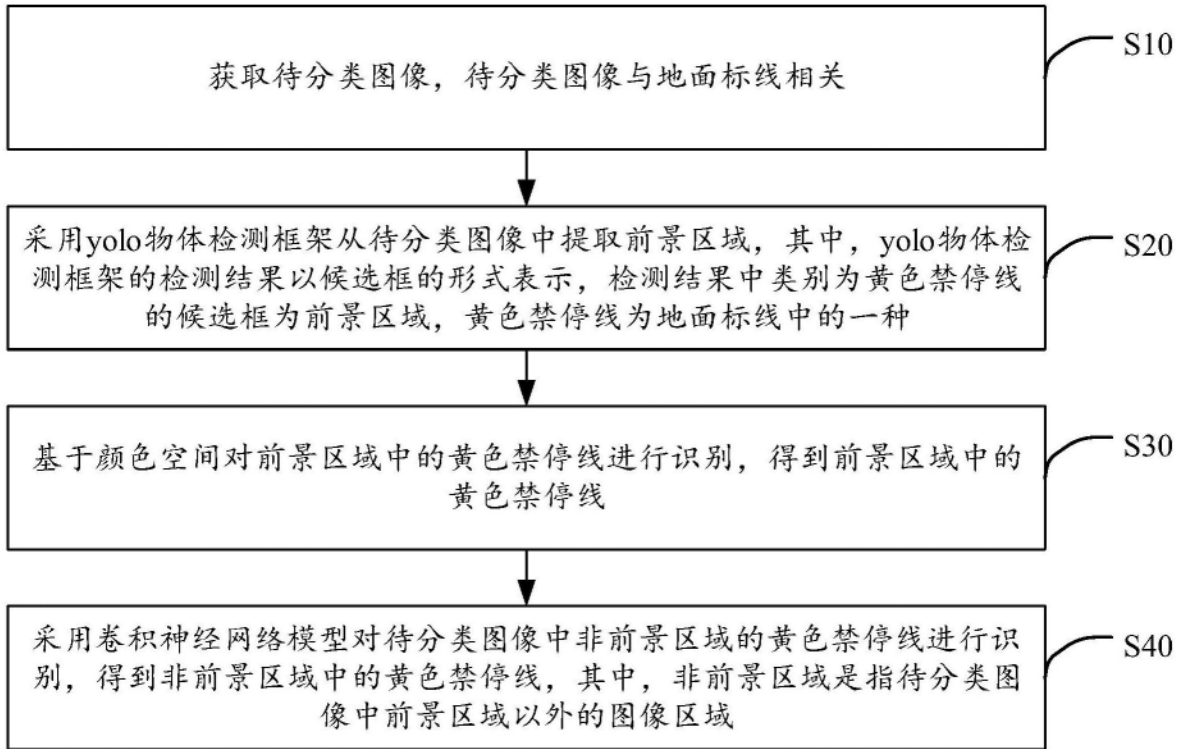 获取待分类图像，待分类图像与地面标线相关
S10
采用yolo物体检测框架从待分类图像中提取前景区域，其中，yolo物体检
测框架的检测结果以候选框的形式表示，检测结果中类别为黄色禁停线
的候选框为前景区域，黄色禁停线为地面标线中的一种
S20
基于颜色空间对前景区域中的黄色禁停线进行识别，得到前景区域中的
黄色禁停线
S30
采用卷积神经网络模型对待分类图像中非前景区域的黄色禁停线进行识
别，得到非前景区域中的黄色禁停线，其中，非前景区域是指待分类图
像中前景区域以外的图像区域
S40